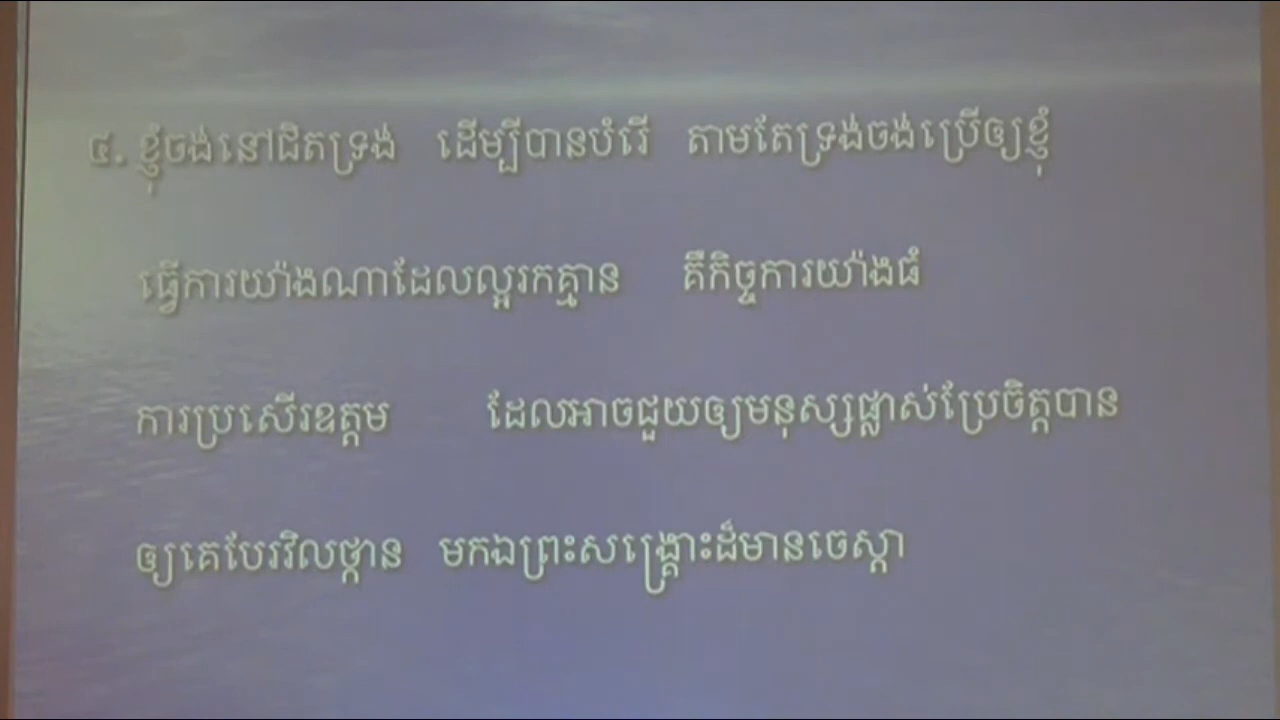 ៤. ខ្ញុំចង់នៅជិតទ្រង់ ដើម្បីបានបំរើ តាមតែទ្រង់ចង់ប្រើឲ្យខ្ញុំ
ធ្វើការយ៉ាងណាដែលល្អរកគ្មាន គឺកិច្ចការយ៉ាងធំ
ការប្រសើរឧត្តម ដែលអាចជួយឲ្យមនុស្សផ្លាស់ប្រែចិត្តបាន
ឲ្យគេបែរវិលថ្កាន មកឯព្រះសង្គ្រោះដ៏មានចេស្តា